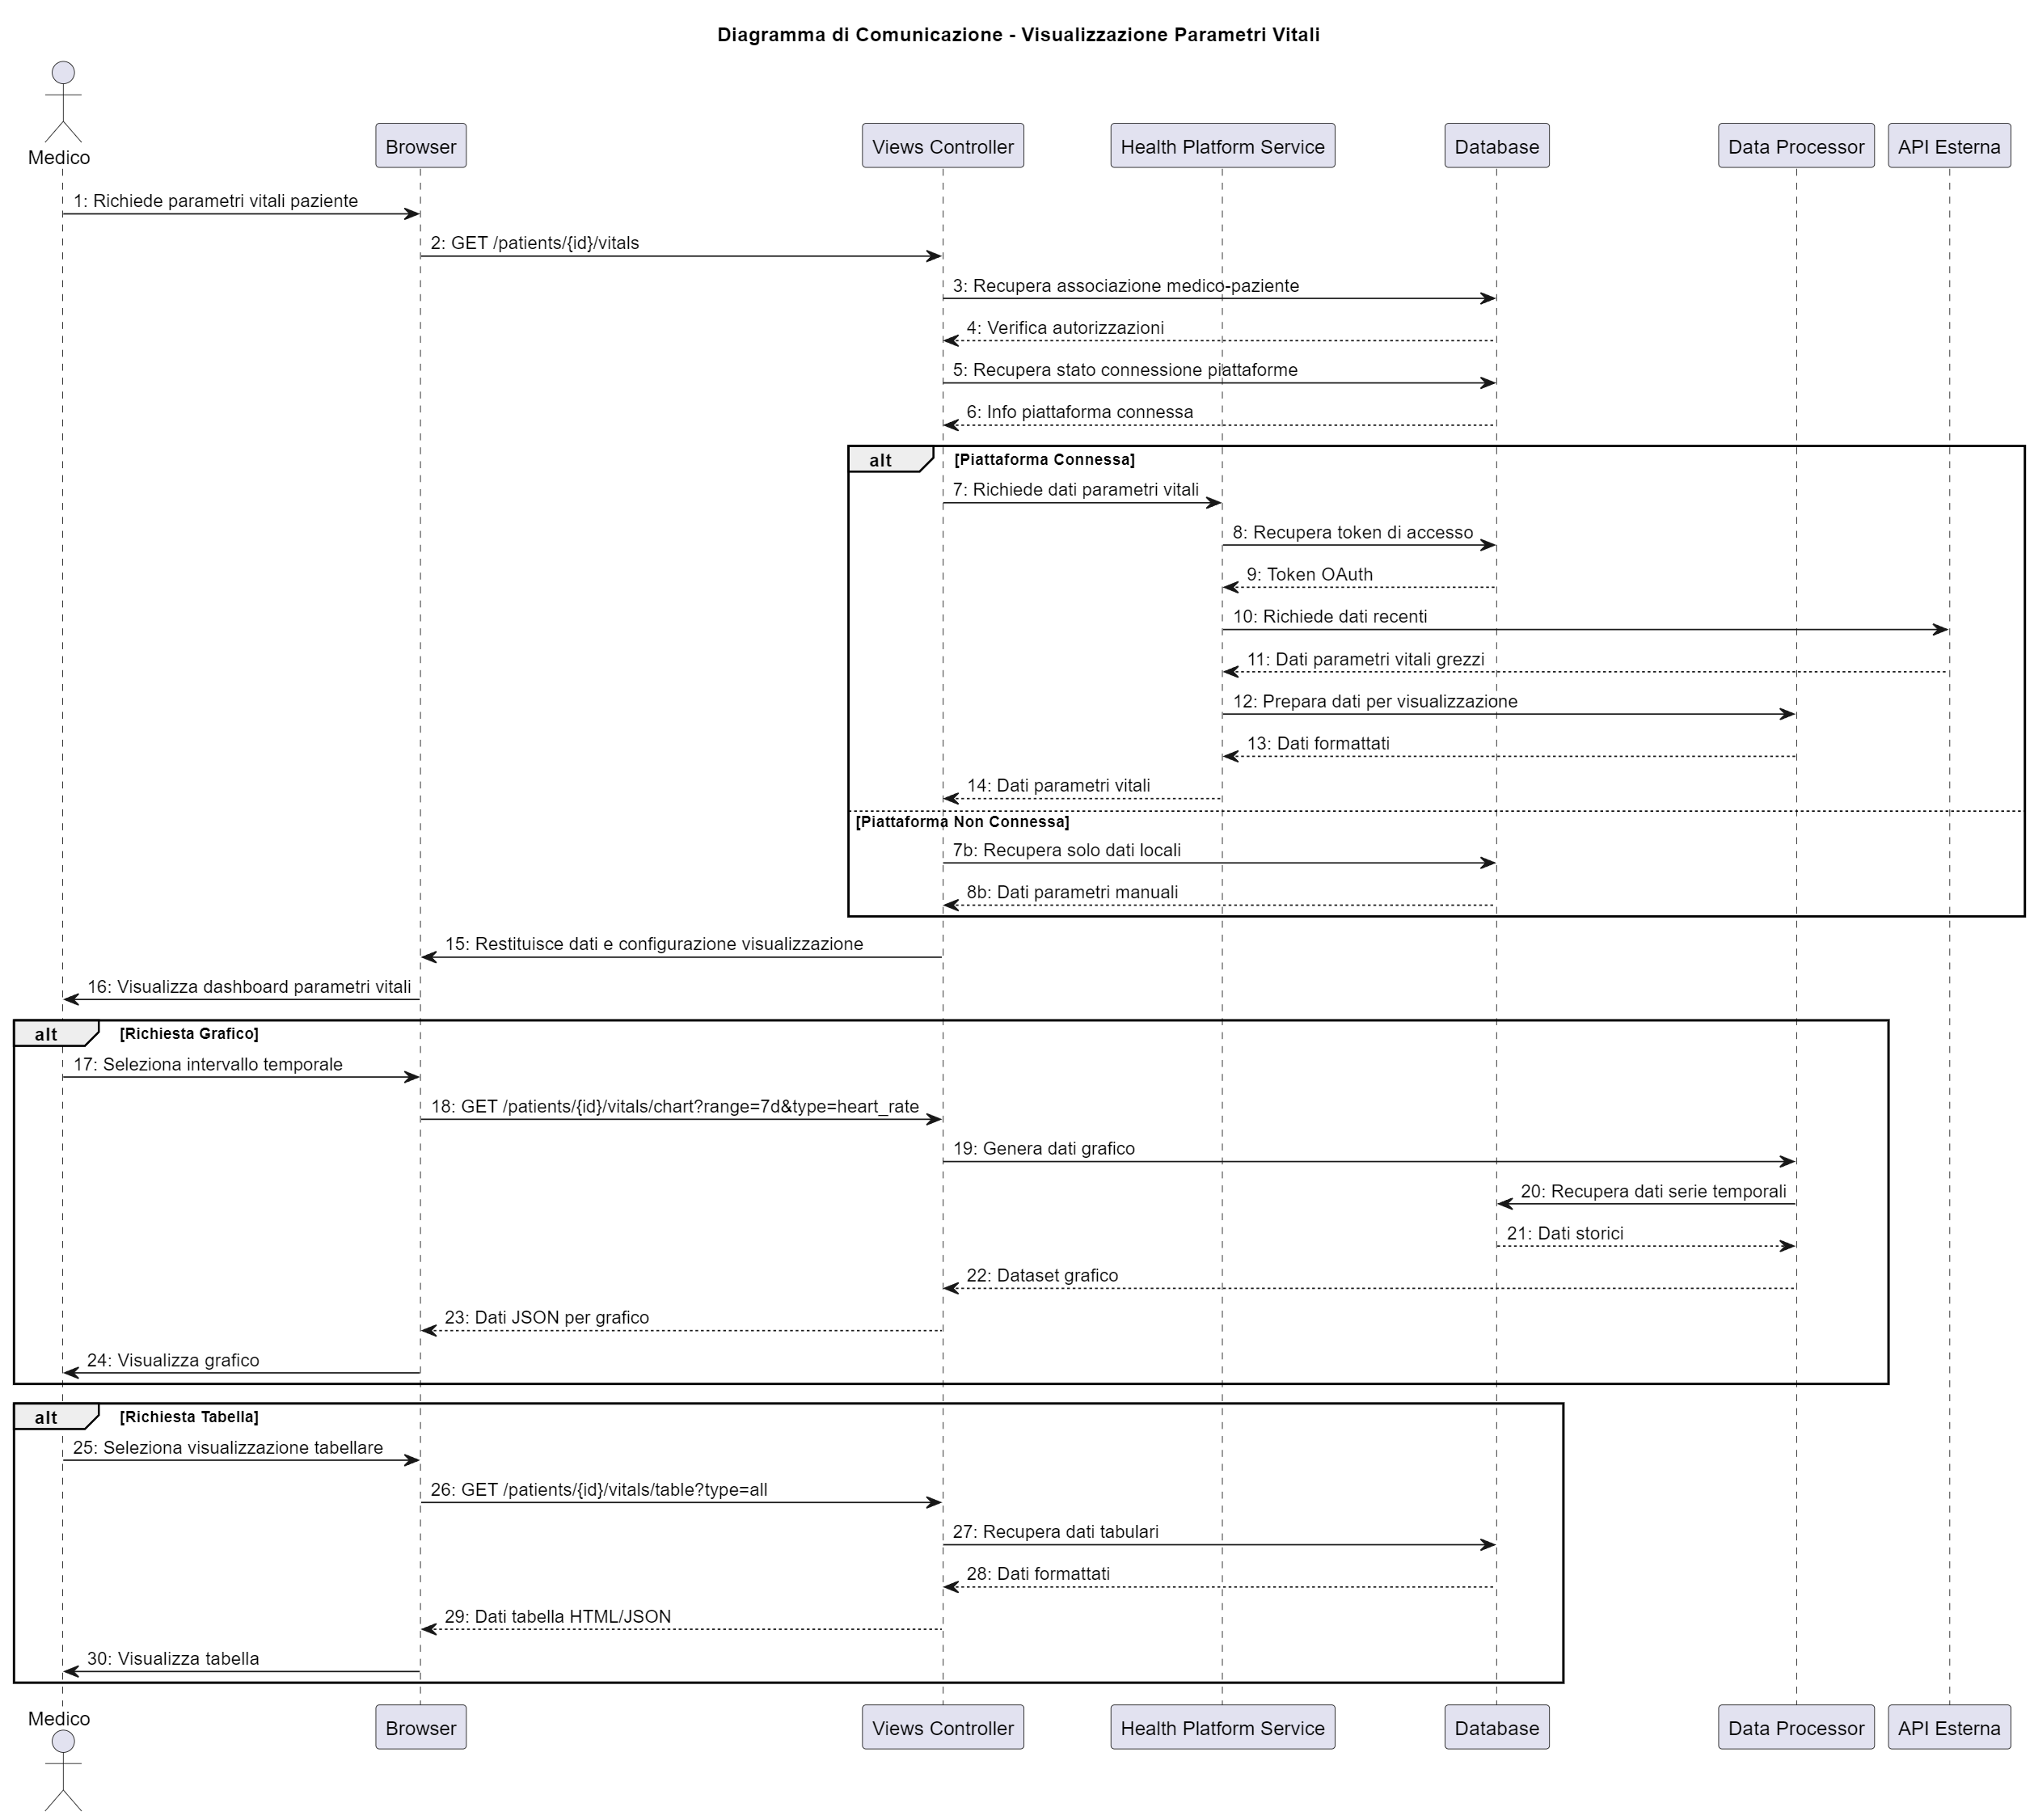 Diagramma di Comunicazione - Visualizzazione Parametri Vitali
Medico
Browser
Views Controller
Health Platform Service
Database
Data Processor
API Esterna
1: Richiede parametri vitali paziente
2: GET /patients/{id}/vitals
3: Recupera associazione medico-paziente
4: Verifica autorizzazioni
5: Recupera stato connessione piattaforme
6: Info piattaforma connessa
alt
[Piattaforma Connessa]
7: Richiede dati parametri vitali
8: Recupera token di accesso
9: Token OAuth
10: Richiede dati recenti
11: Dati parametri vitali grezzi
12: Prepara dati per visualizzazione
13: Dati formattati
14: Dati parametri vitali
[Piattaforma Non Connessa]
7b: Recupera solo dati locali
8b: Dati parametri manuali
15: Restituisce dati e configurazione visualizzazione
16: Visualizza dashboard parametri vitali
alt
[Richiesta Grafico]
17: Seleziona intervallo temporale
18: GET /patients/{id}/vitals/chart?range=7d&type=heart_rate
19: Genera dati grafico
20: Recupera dati serie temporali
21: Dati storici
22: Dataset grafico
23: Dati JSON per grafico
24: Visualizza grafico
alt
[Richiesta Tabella]
25: Seleziona visualizzazione tabellare
26: GET /patients/{id}/vitals/table?type=all
27: Recupera dati tabulari
28: Dati formattati
29: Dati tabella HTML/JSON
30: Visualizza tabella
Medico
Browser
Views Controller
Health Platform Service
Database
Data Processor
API Esterna